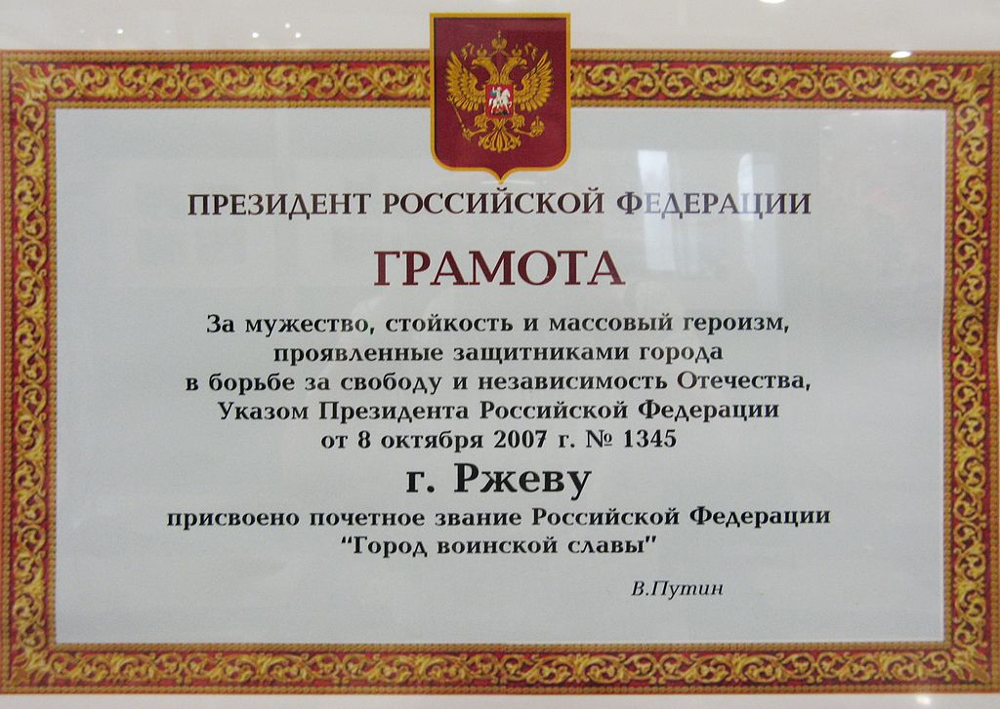 ПРЕЗИДЕНТ РОССИЙСКОЙ ФЕДЕРАЦИИ
ГРАМОТА
За мужество, стойкость и массовый героизм,
проявленные защитниками города
в борьбе за свободу и независимость Отечества,
Указом Президента Российской Федерации
от 8 октября 2007 г. № 1345
г. Ржеву
присвоено почетное звание Российской Федерации
“Город воинской славы”
В.Путин